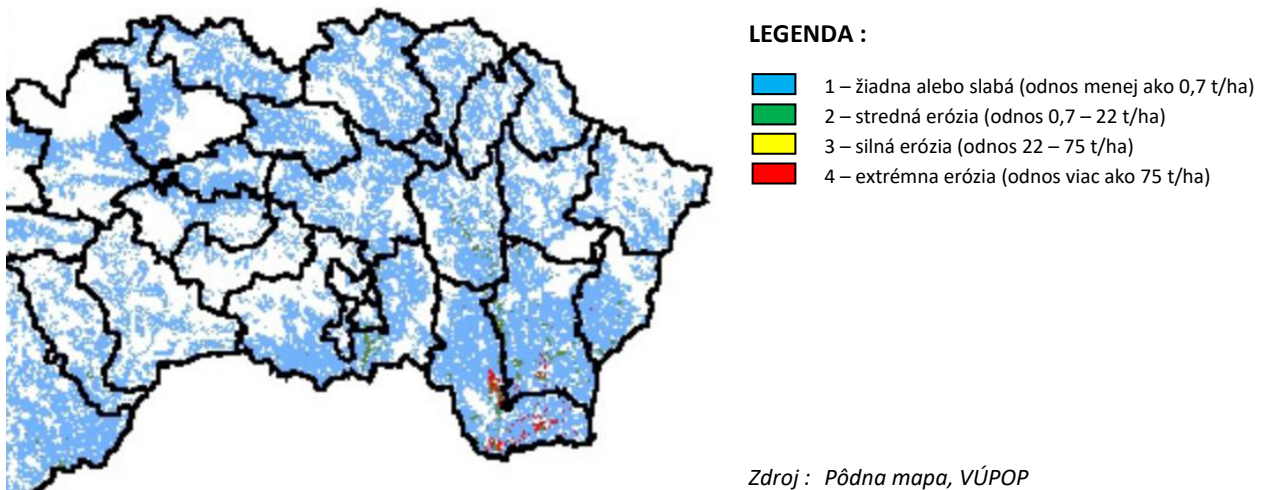 LEGENDA :
1 – žiadna alebo slabá (odnos menej ako 0,7 t/ha)
2 – stredná erózia (odnos 0,7 – 22 t/ha)
3 – silná erózia (odnos 22 – 75 t/ha)
4 – extrémna erózia (odnos viac ako 75 t/ha)
Zdroj : Pôdna mapa, VÚPOP